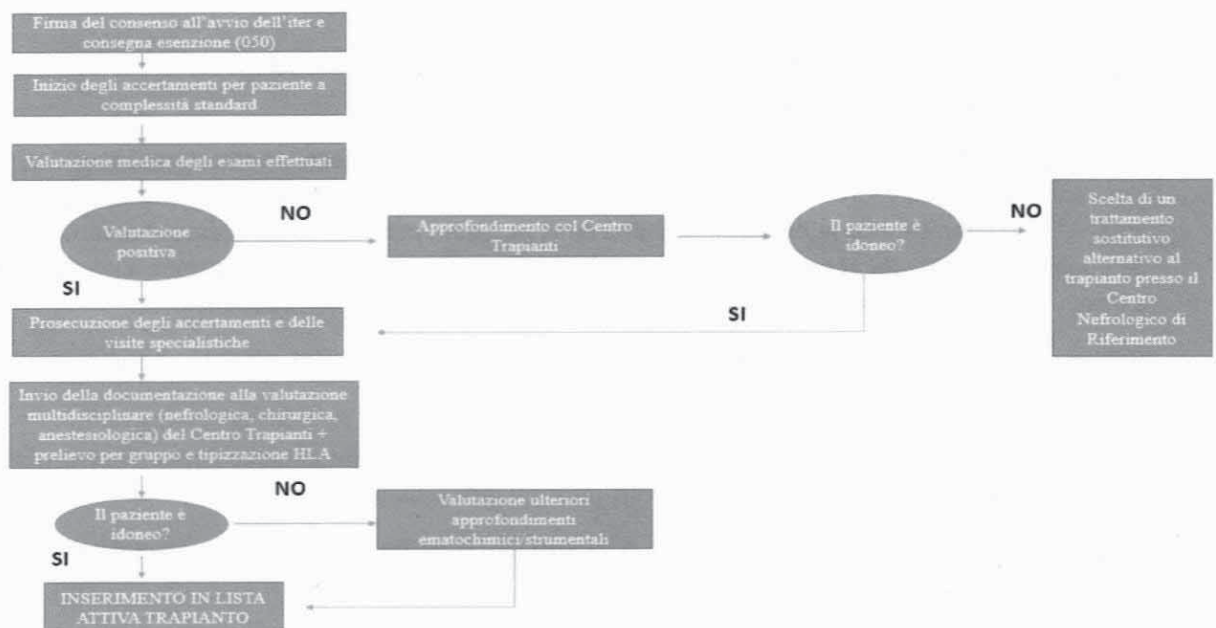 Firma del consenso all'avvio dell'iter e
consegna esenzione (050)
Inizio degli accertamenti per paziente a
complessità standard
Valutazione medica degli esami effettuati
Valutazione
positiva
NO
Approfondimento col Centro
Trapianti
Il paziente è
idoneo?
NO
Scelta di un
trattamento
sostitutivo
alternativo al
trapianto presso il
Centro
Nefrologico di
Riferimento
SI
SI
Prosecuzione degli accertamenti e delle
visite specialistiche
Invio della documentazione alla valutazione
multidisciplinare (nefrologica, chirurgica,
anestesiologica) del Centro Trapianti +
prelievo per gruppo e tipizzazione HLA
Il paziente è
idoneo?
NO
Valutazione ulteriori
approfondimenti
ematochimici/strumentali
SI
INSERIMENTO IN LISTA
ATTIVA TRAPIANTO